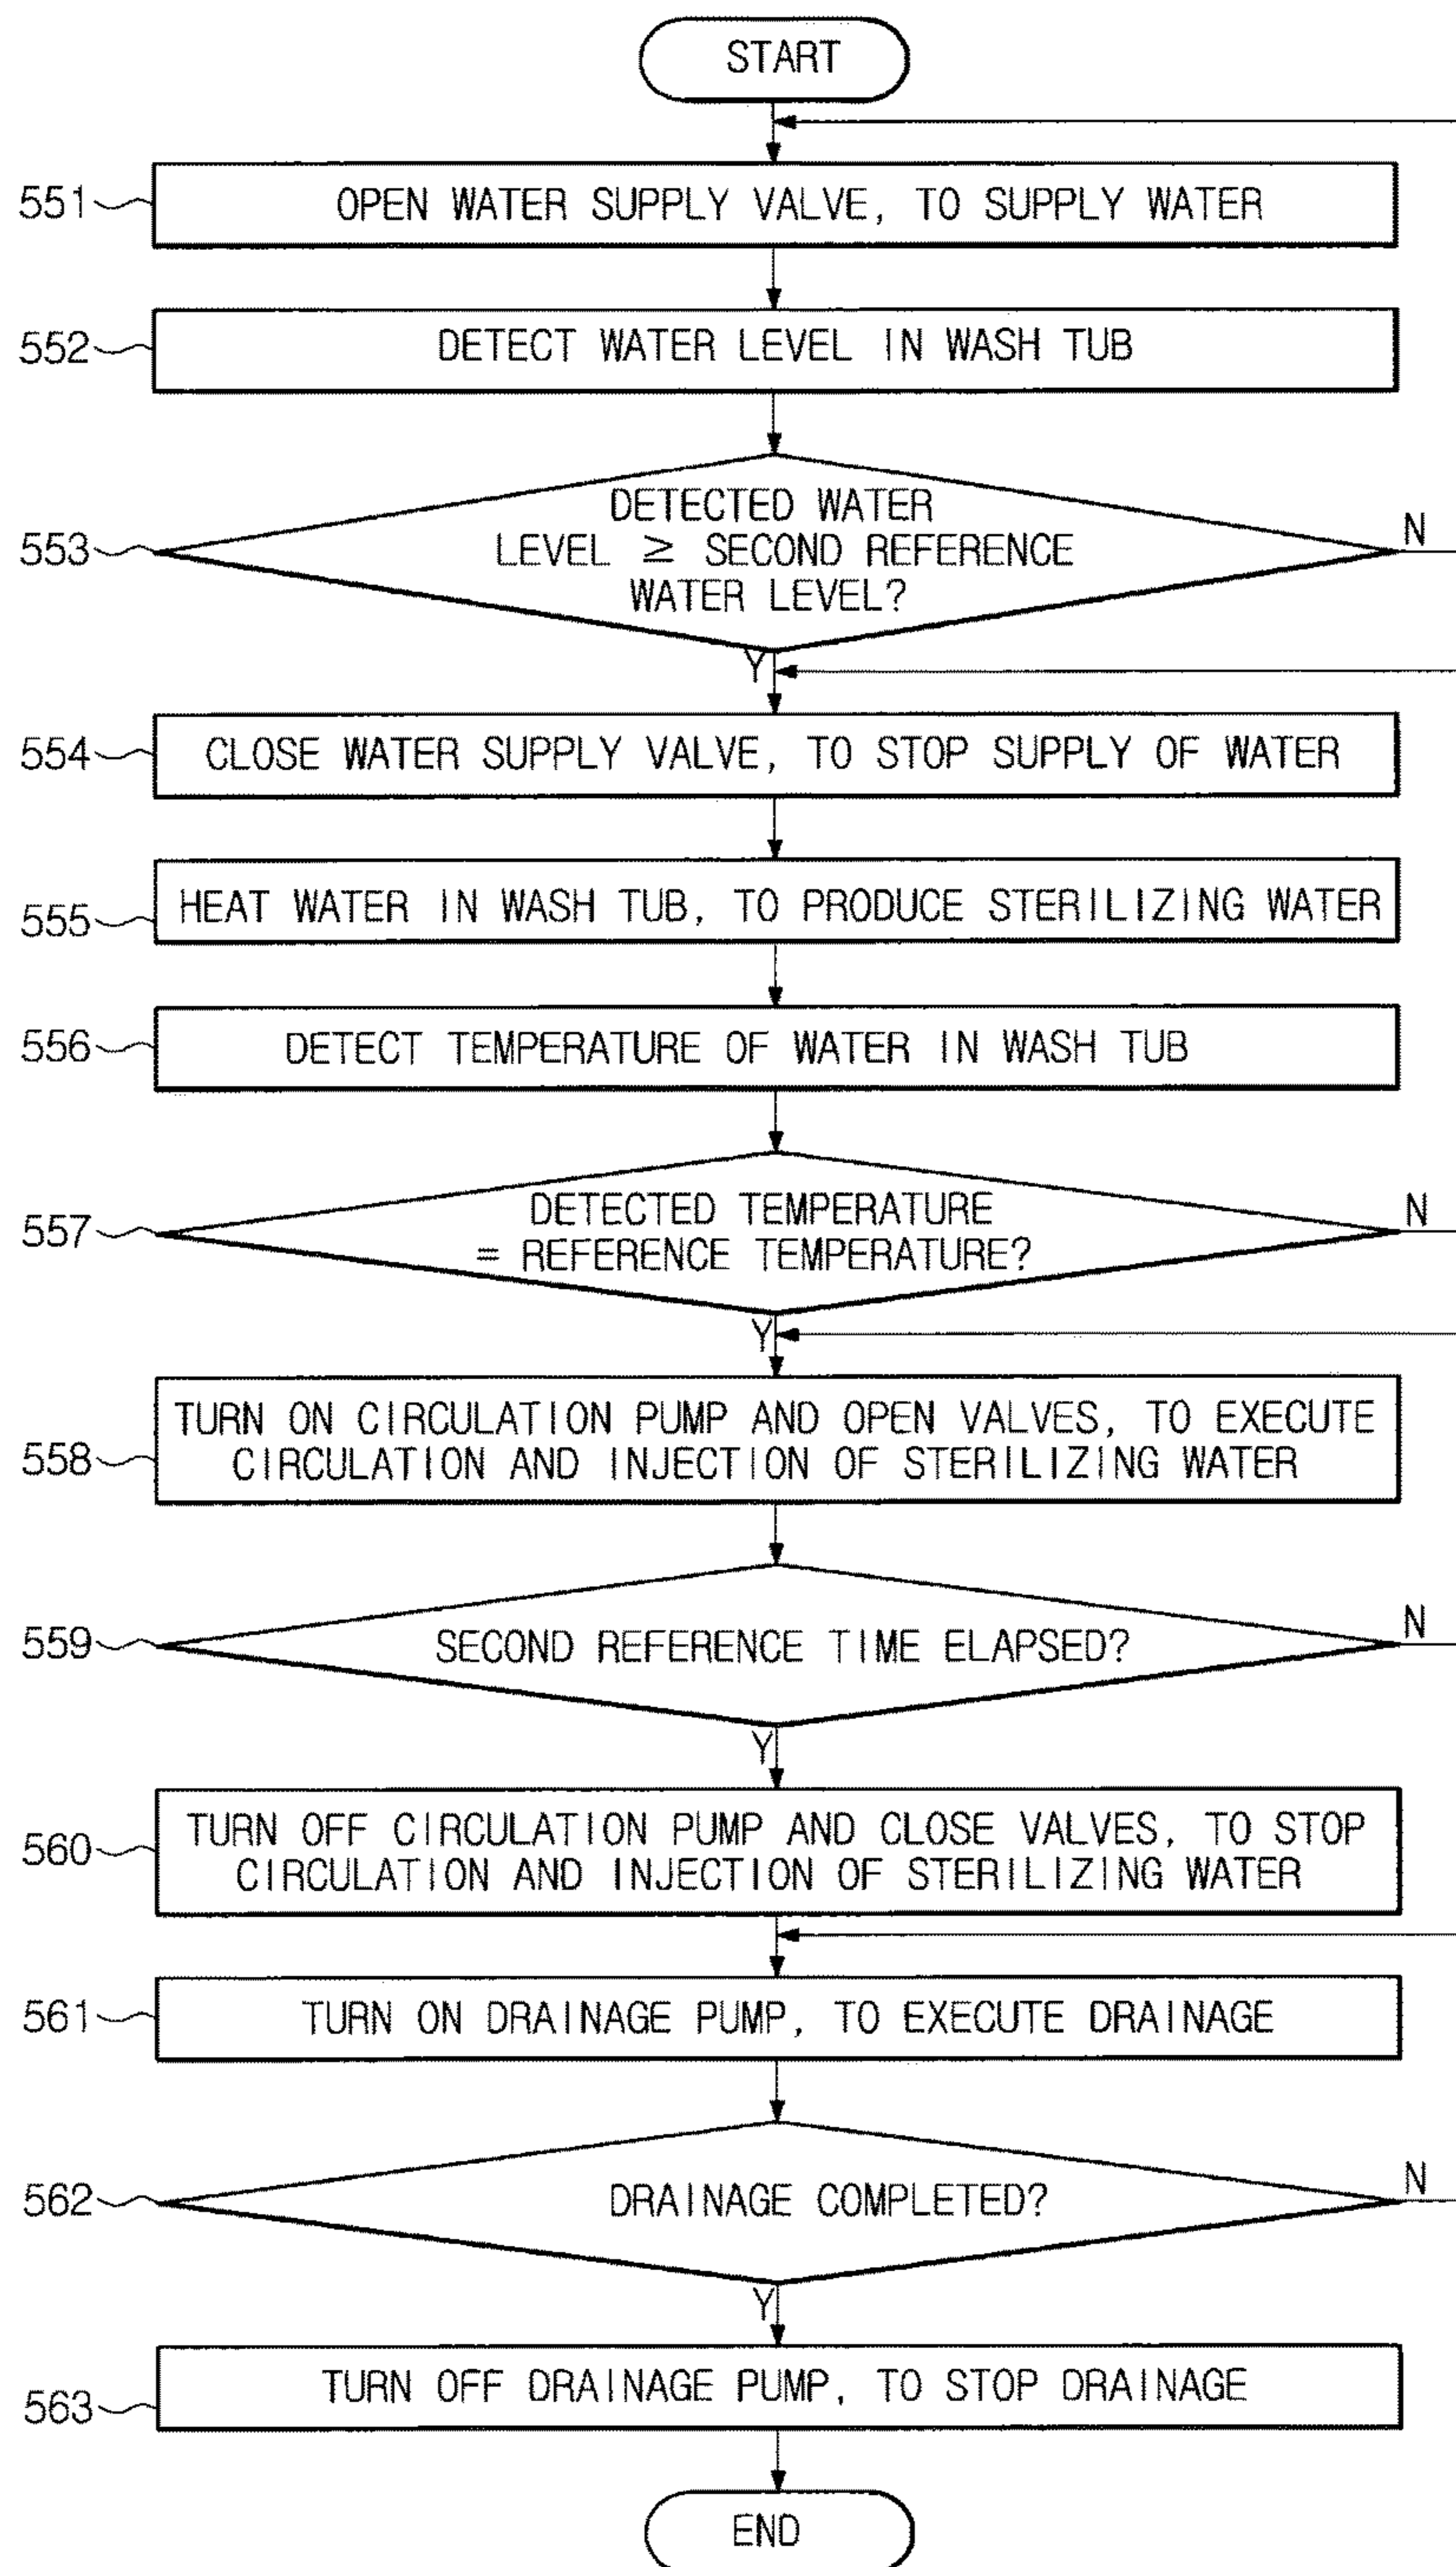 START
551
OPEN WATER SUPPLY VALVE, TO SUPPLY WATER
552
DETECT WATER LEVEL IN WASH TUB
553
DETECTED WATER
LEVEL ≥ SECOND REFERENCE
WATER LEVEL?
N
Y
554
CLOSE WATER SUPPLY VALVE, TO STOP SUPPLY OF WATER
555
HEAT WATER IN WASH TUB, TO PRODUCE STERILIZING WATER
556
DETECT TEMPERATURE OF WATER IN WASH TUB
557
DETECTED TEMPERATURE
= REFERENCE TEMPERATURE?
N
Y
558
TURN ON CIRCULATION PUMP AND OPEN VALVES, TO EXECUTE
CIRCULATION AND INJECTION OF STERILIZING WATER
559
SECOND REFERENCE TIME ELAPSED?
N
Y
560
TURN OFF CIRCULATION PUMP AND CLOSE VALVES, TO STOP
CIRCULATION AND INJECTION OF STERILIZING WATER
561
TURN ON DRAINAGE PUMP, TO EXECUTE DRAINAGE
562
DRAINAGE COMPLETED?
N
Y
563
TURN OFF DRAINAGE PUMP, TO STOP DRAINAGE
END